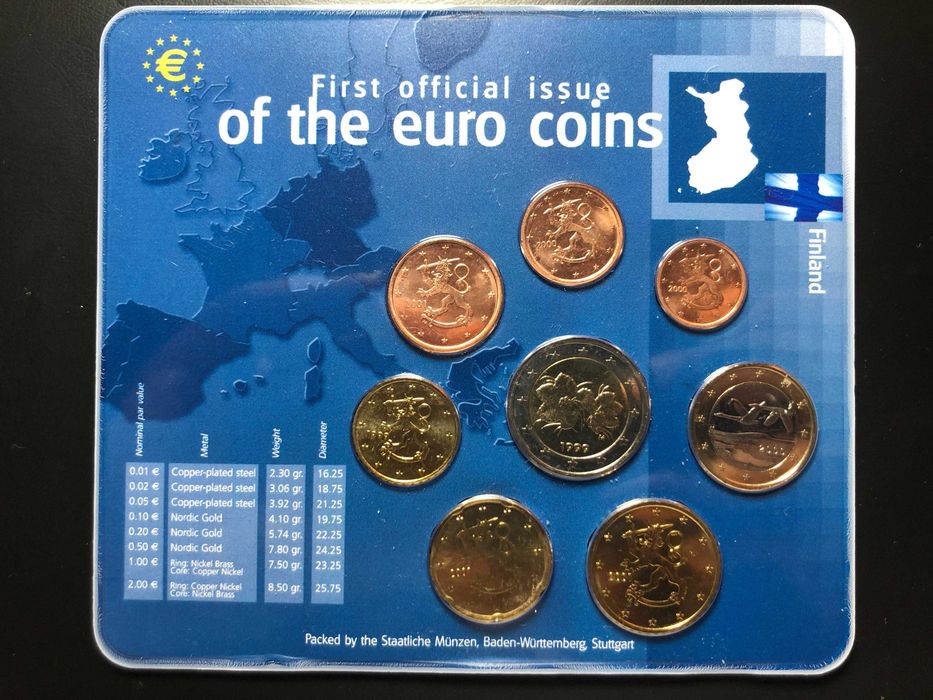 €
First official issue
of the euro coins
Finland
2000
2000
1999
2000
2001
Nominal par value Metal Weight Diameter
0.01 € Copper-plated steel 2.30 gr. 16.25
0.02 € Copper-plated steel 3.06 gr. 18.75
0.05 € Copper-plated steel 3.92 gr. 21.25
0.10 € Nordic Gold 4.10 gr. 19.75
0.20 € Nordic Gold 5.74 gr. 22.25
0.50 € Nordic Gold 7.80 gr. 24.25
1.00 € Ring: Nickel Brass 7.50 gr. 23.25
Core: Copper Nickel
2.00 € Ring: Copper Nickel 8.50 gr. 25.75
Core: Nickel Brass
Packed by the Staatliche Münzen, Baden-Württemberg, Stuttgart